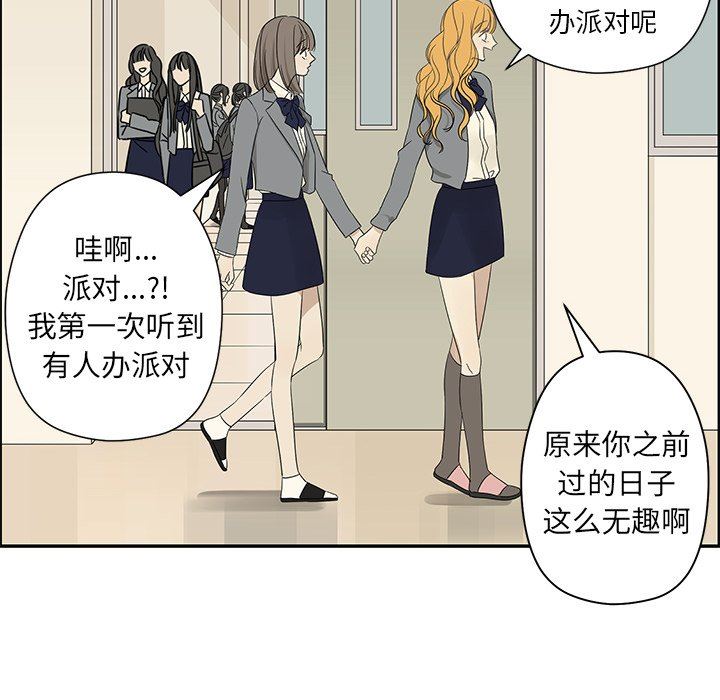 办派对呢
哇啊...
派对...?!
我第一次听到
有人办派对
原来你之前
过的日子
这么无趣啊